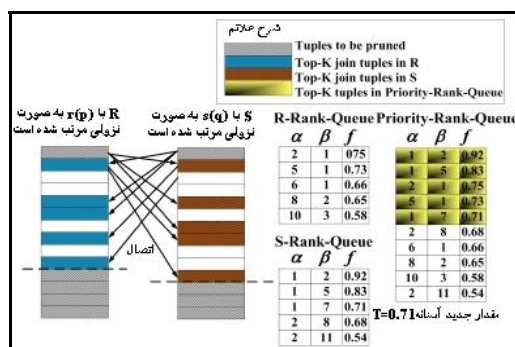 شرح علائم
Tuples to be pruned
Top-K join tuples in R
Top-K join tuples in S
Top-K tuples in Priority-Rank-Queue
R با r(p) به صورت
نزولی مرتب شده است
S با s(q) به صورت
نزولی مرتب شده است
اتصال
R-Rank-Queue
α β f
2 1 075
5 1 0.73
6 1 0.66
8 2 0.65
10 3 0.58
S-Rank-Queue
α β f
1 2 0.92
1 5 0.83
1 7 0.71
2 8 0.68
2 11 0.54
Priority-Rank-Queue
α β f
1 2 0.92
1 5 0.83
2 1 0.75
5 1 0.73
1 7 0.71
2 8 0.68
6 1 0.66
8 2 0.65
10 3 0.58
2 11 0.54
مقدار جدید آستانه T=0.71